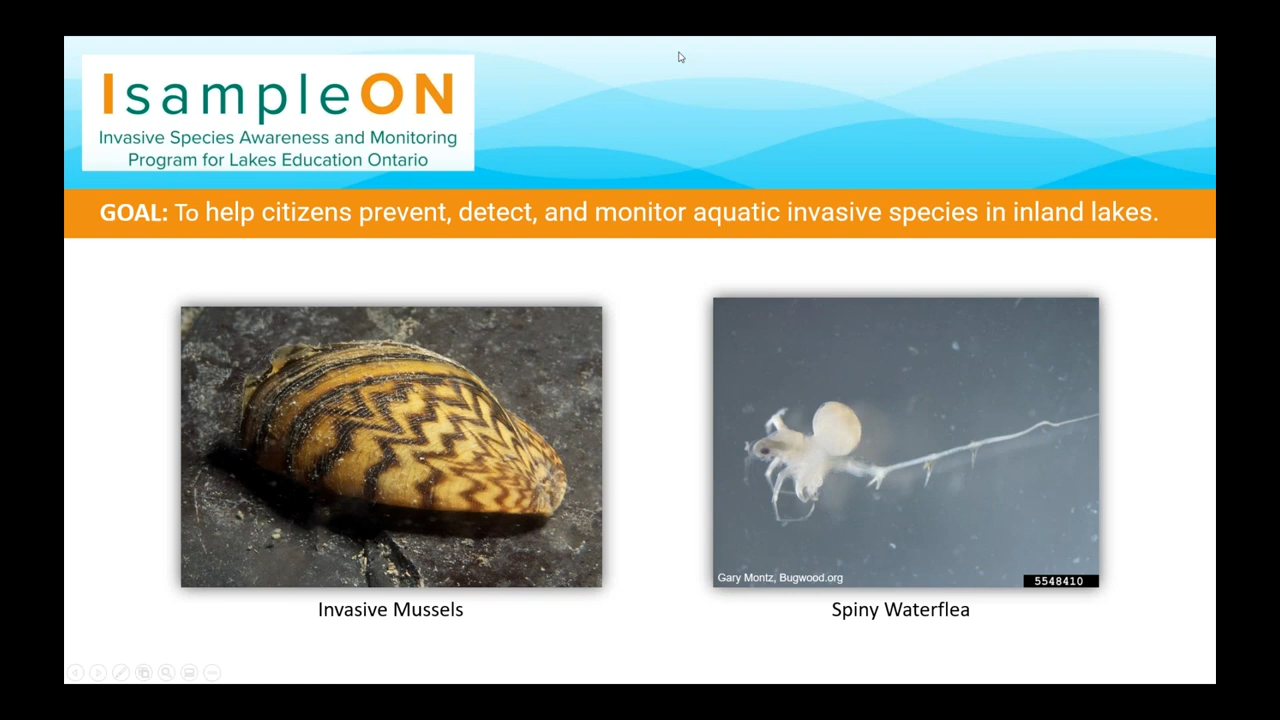 IsampleON
Invasive Species Awareness and Monitoring
Program for Lakes Education Ontario
GOAL: To help citizens prevent, detect, and monitor aquatic invasive species in inland lakes.
Gary Montz, Bugwood.org
5548410
Invasive Mussels
Spiny Waterflea